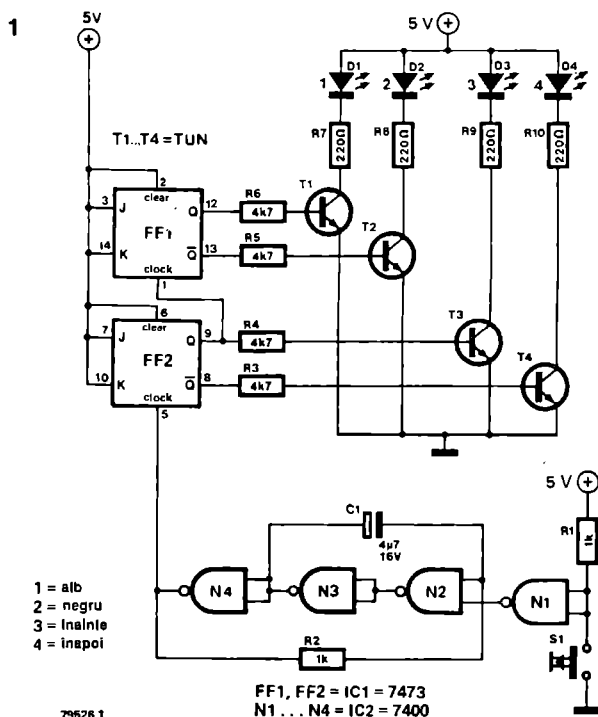 1
5V
5 V
D1
D2
D3
D4
1
2
3
4
R7
220Ω
R8
220Ω
R9
220Ω
R10
220Ω
T1...T4 = TUN
2
clear
3
J
Q
12
R6
4k7
T1
FF1
14
K
Q̅
13
R5
4k7
T2
clock
1
6
clear
7
J
Q
9
R4
4k7
T3
FF2
10
K
Q̅
8
R3
4k7
T4
clock
5
5 V
C1
4µ7
16V
R1
1k
N4
N3
N2
N1
S1
R2
1k
1 = alb
2 = negru
3 = inainte
4 = inapoi
FF1, FF2 = IC1 = 7473
N1 . . . N4 = IC2 = 7400
79526 1